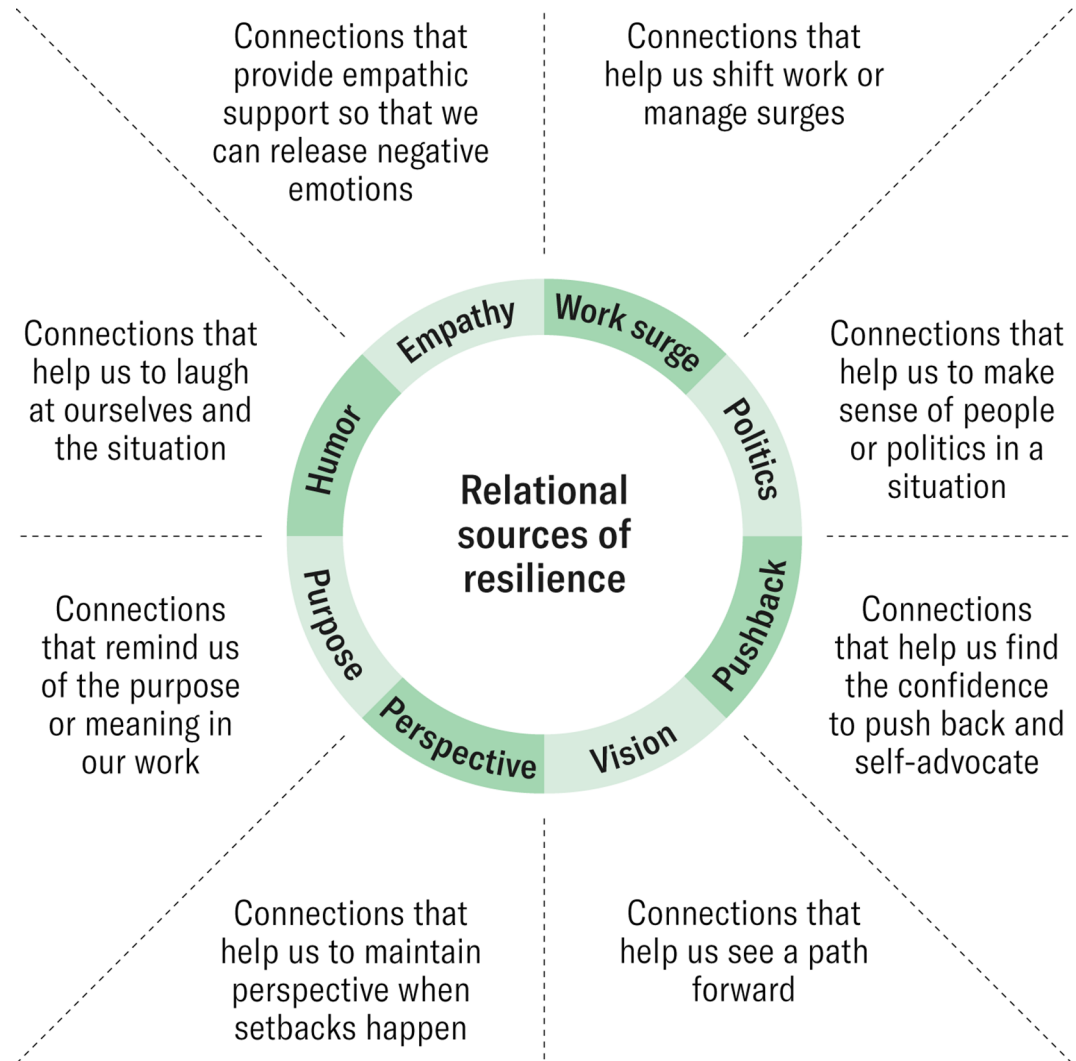 Connections that
provide empathic
support so that we
can release negative
emotions
Connections that
help us shift work or
manage surges
Connections that
help us to laugh
at ourselves and
the situation
Connections that
help us to make
sense of people
or politics in a
situation
Empathy
Work surge
Humor
Politics
Relational
sources of
resilience
Purpose
Pushback
Perspective
Vision
Connections
that remind us
of the purpose
or meaning in
our work
Connections
that help us find
the confidence
to push back and
self-advocate
Connections that
help us to maintain
perspective when
setbacks happen
Connections that
help us see a path
forward